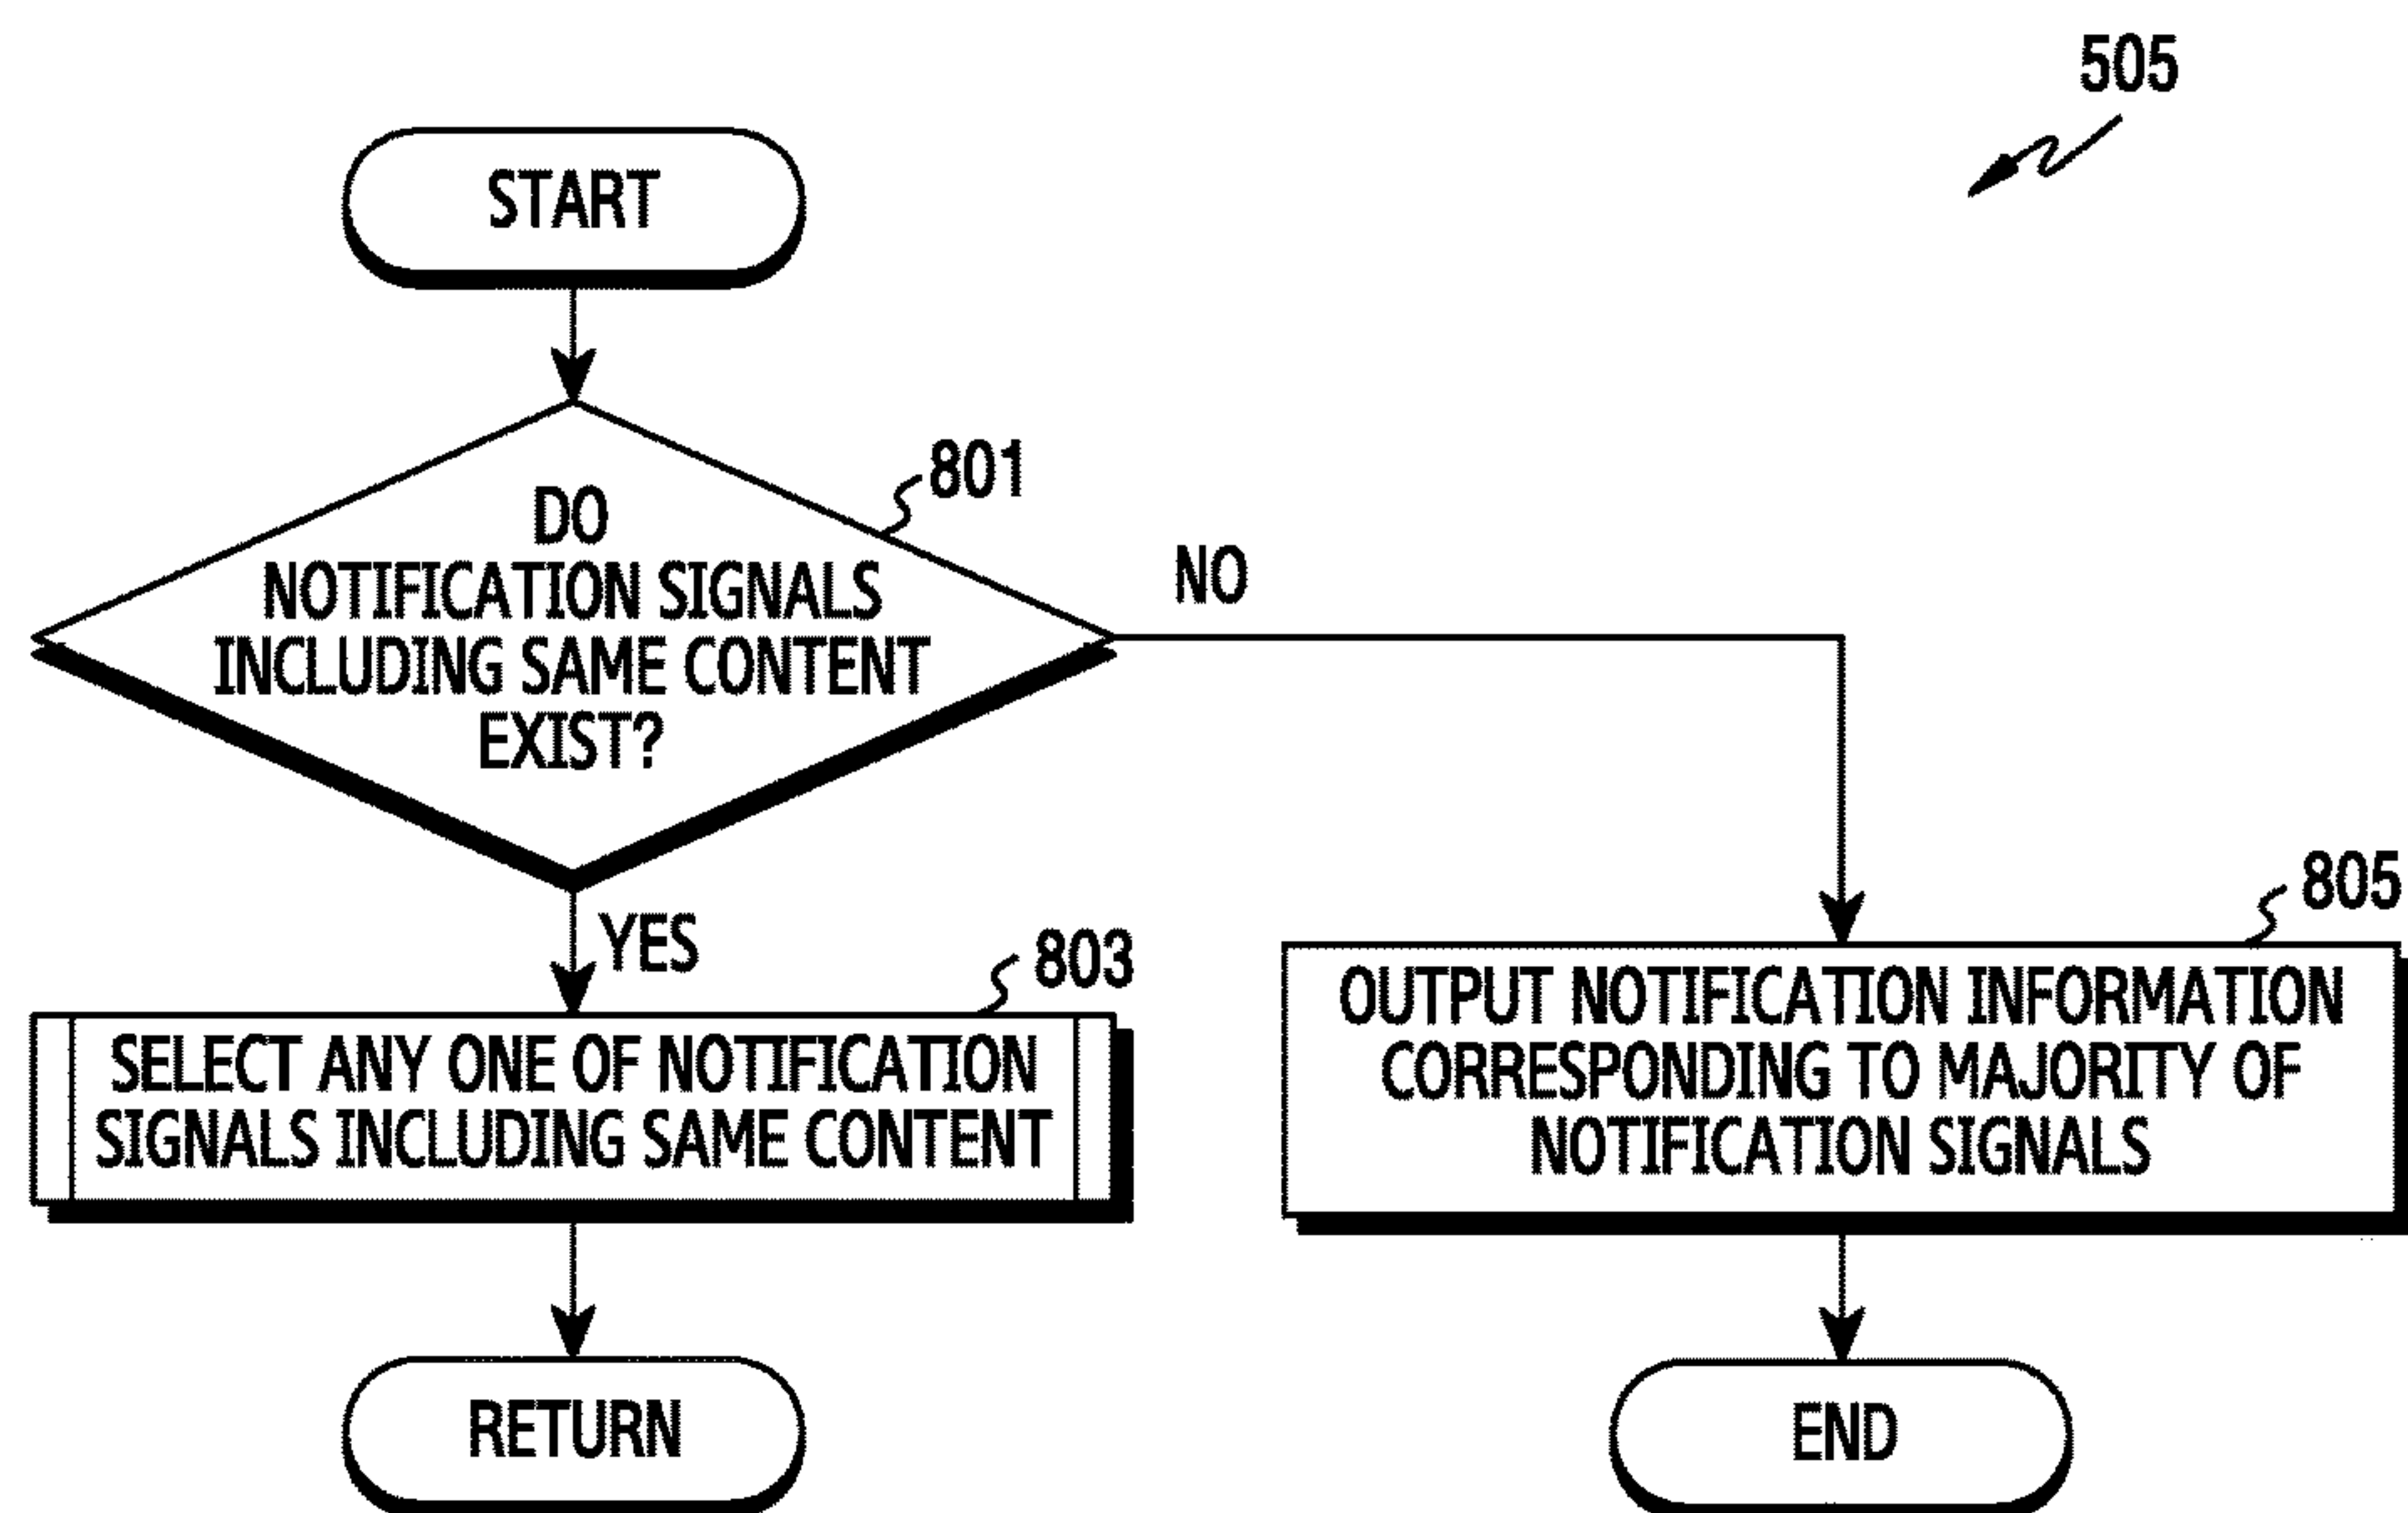 505
START
801
DO
NOTIFICATION SIGNALS
INCLUDING SAME CONTENT
EXIST?
NO
YES
803
SELECT ANY ONE OF NOTIFICATION
SIGNALS INCLUDING SAME CONTENT
805
OUTPUT NOTIFICATION INFORMATION
CORRESPONDING TO MAJORITY OF
NOTIFICATION SIGNALS
RETURN
END